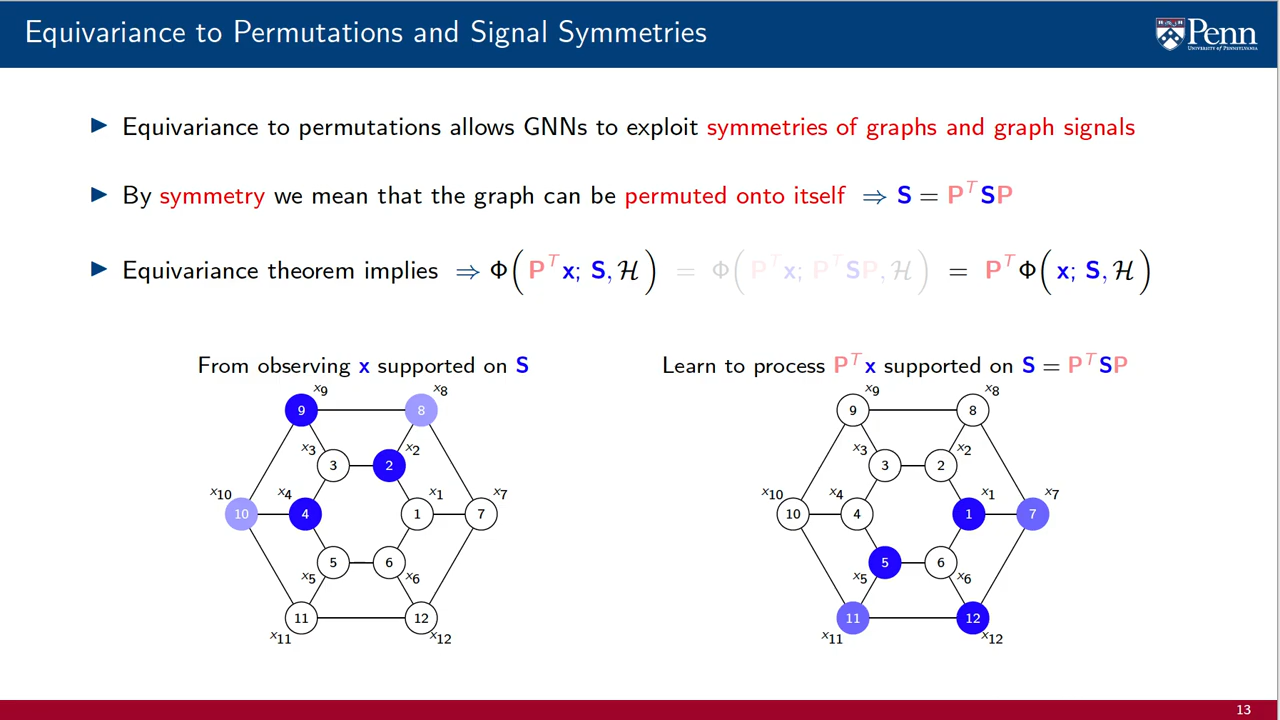 Equivariance to Permutations and Signal Symmetries
Penn
UNIVERSITY of PENNSYLVANIA
▶ Equivariance to permutations allows GNNs to exploit symmetries of graphs and graph signals
▶ By symmetry we mean that the graph can be permuted onto itself ⇒ S = PᵀSP
▶ Equivariance theorem implies ⇒ Φ(Pᵀx; S, ℋ) = Φ(Pᵀx; PᵀSP, ℋ) = PᵀΦ(x; S, ℋ)
From observing x supported on S
x₉ x₈
9 8
x₃ x₂
3 2
x₁₀ x₄ x₁ x₇
10 4 1 7
5 6
x₅ x₆
11 12
x₁₁ x₁₂
Learn to process Pᵀx supported on S = PᵀSP
x₉ x₈
9 8
x₃ x₂
3 2
x₁₀ x₄ x₁ x₇
10 4 1 7
5 6
x₅ x₆
11 12
x₁₁ x₁₂
13